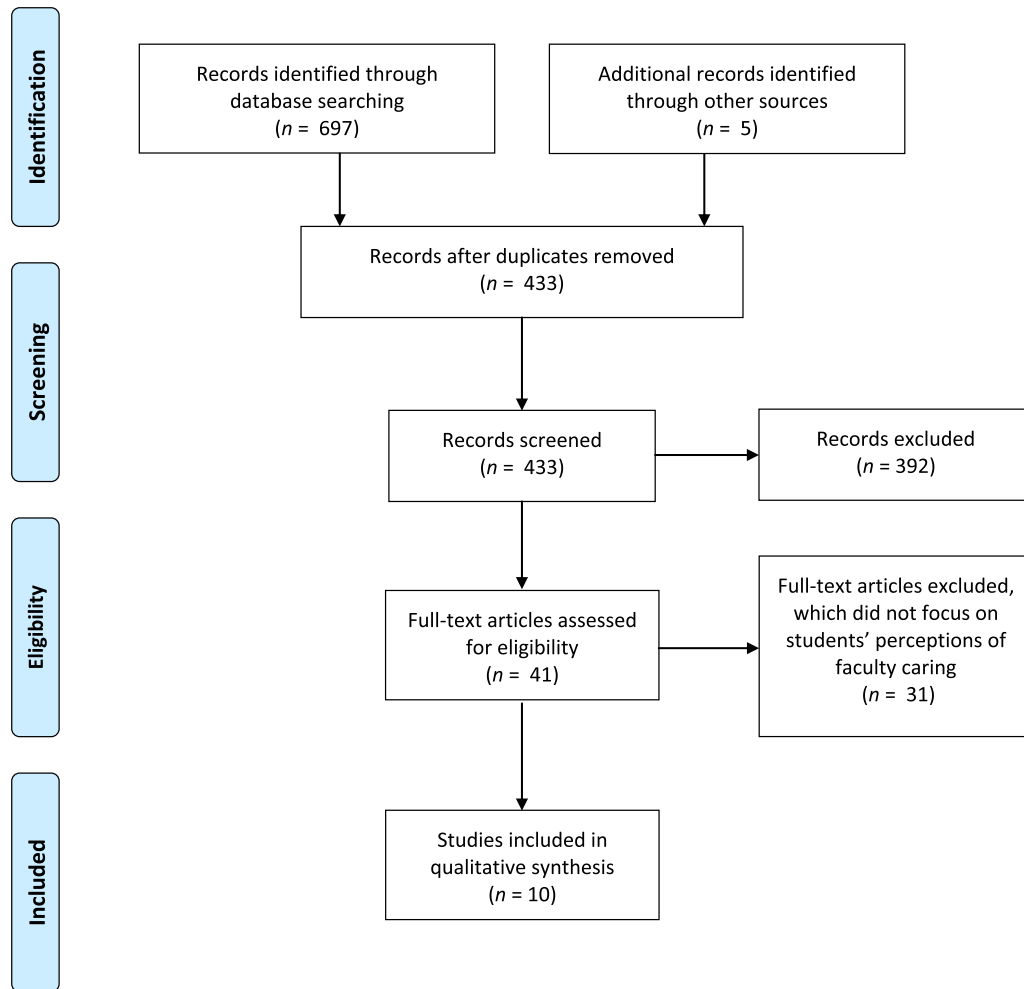 Identification
Records identified through
database searching
(n = 697)
Additional records identified
through other sources
(n = 5)
Records after duplicates removed
(n = 433)
Screening
Records screened
(n = 433)
Records excluded
(n = 392)
Eligibility
Full-text articles assessed
for eligibility
(n = 41)
Full-text articles excluded,
which did not focus on
students’ perceptions of
faculty caring
(n = 31)
Included
Studies included in
qualitative synthesis
(n = 10)